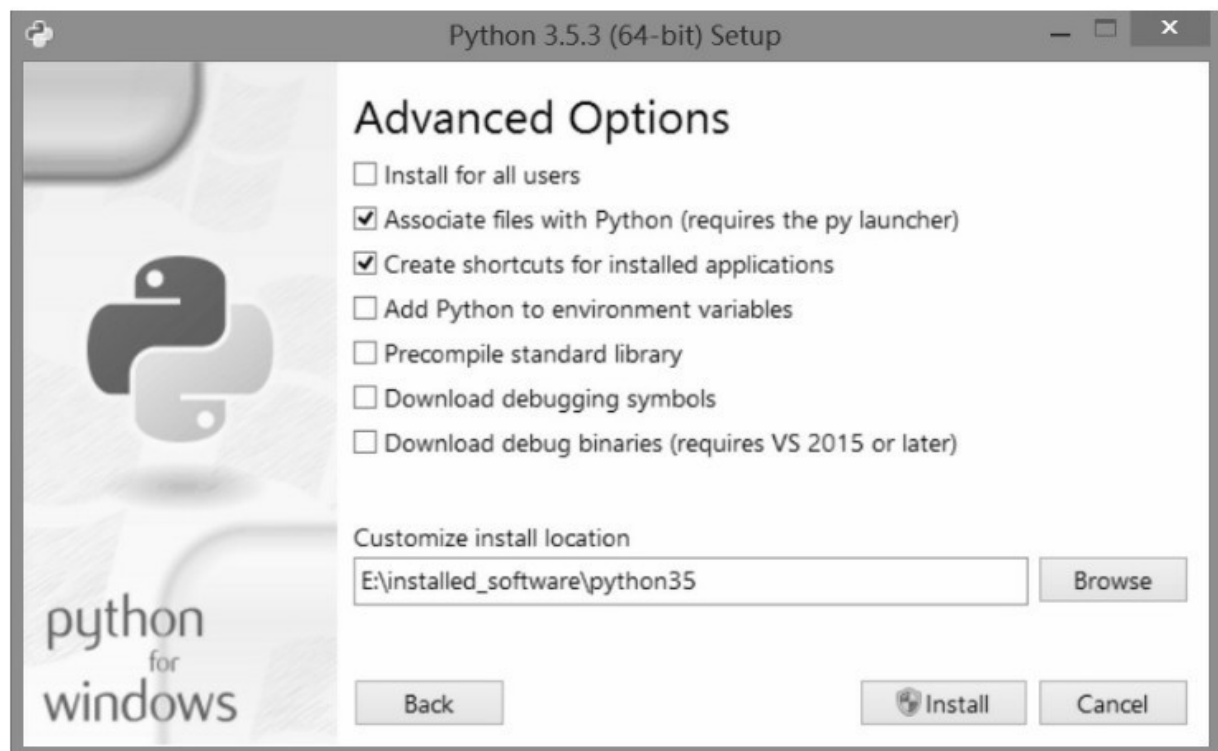 Python 3.5.3 (64-bit) Setup
Advanced Options
Install for all users
Associate files with Python (requires the py launcher)
Create shortcuts for installed applications
Add Python to environment variables
Precompile standard library
Download debugging symbols
Download debug binaries (requires VS 2015 or later)
Customize install location
E:\installed_software\python35
Browse
python
for
windows
Back
Install
Cancel